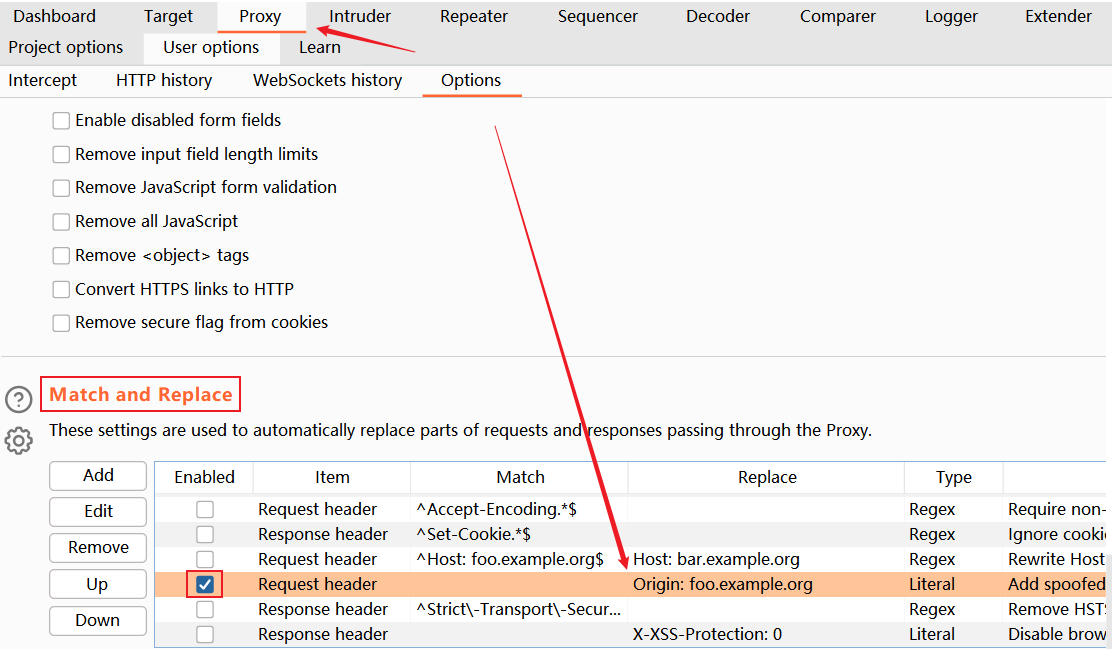 Dashboard Target Proxy Intruder Repeater Sequencer Decoder Comparer Logger Extender
Project options User options Learn
Intercept HTTP history WebSockets history Options
Enable disabled form fields
Remove input field length limits
Remove JavaScript form validation
Remove all JavaScript
Remove <object> tags
Convert HTTPS links to HTTP
Remove secure flag from cookies
? Match and Replace
These settings are used to automatically replace parts of requests and responses passing through the Proxy.
Add
Edit
Remove
Up
Down
Enabled Item Match Replace Type
Request header ^Accept-Encoding.*$ Regex Require non-
Response header ^Set-Cookie.*$ Regex Ignore cookie
Request header ^Host: foo.example.org$ Host: bar.example.org Regex Rewrite Host
Request header Origin: foo.example.org Literal Add spoofed
Response header ^Strict\-Transport\-Secur... Regex Remove HSTS
Response header X-XSS-Protection: 0 Literal Disable brow